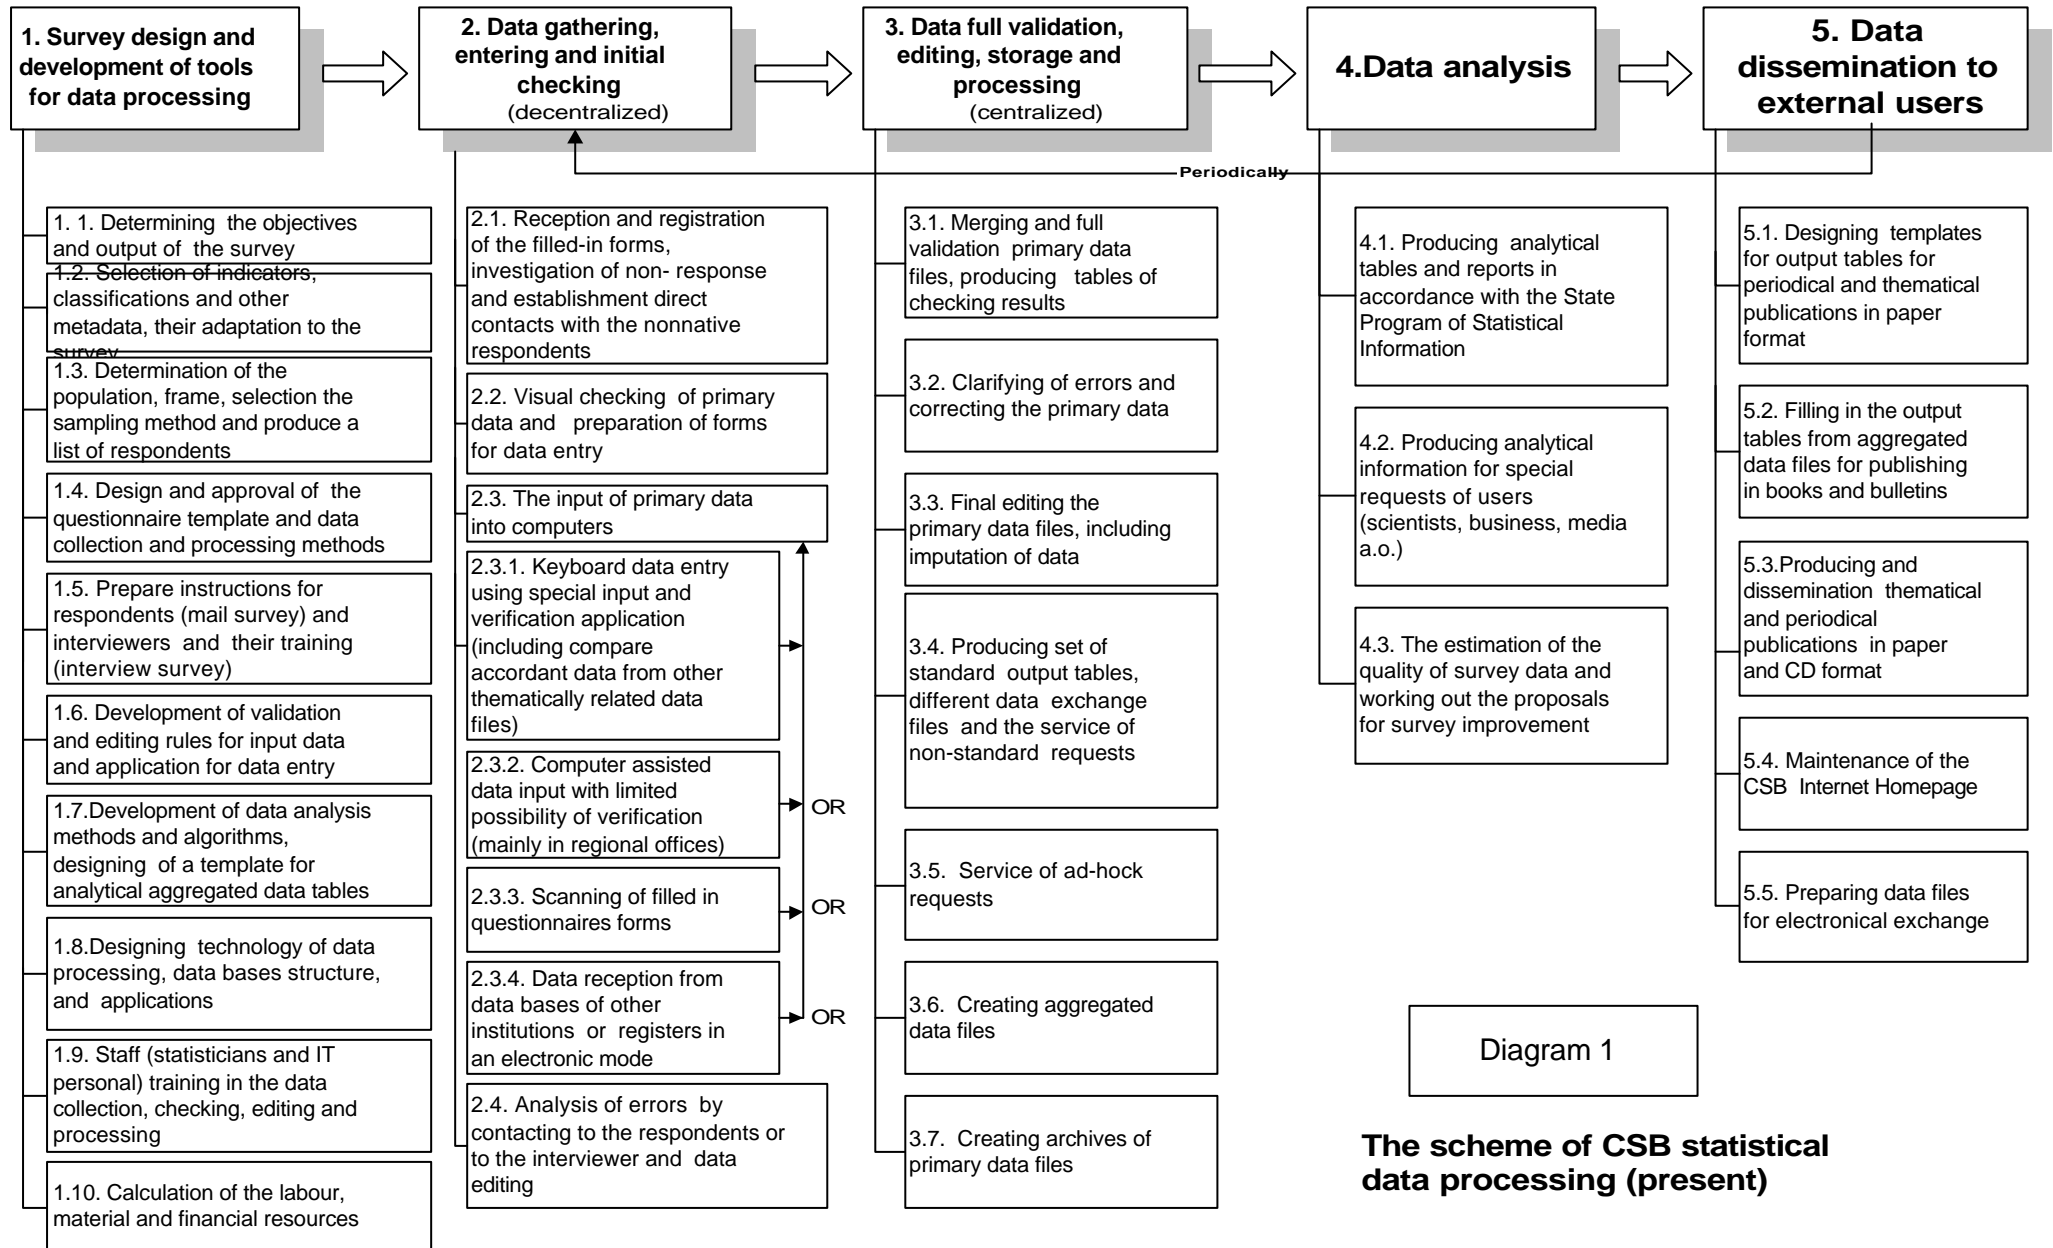 1. Survey design and
development of tools
for data processing
2. Data gathering,
entering and initial
checking
(decentralized)
3. Data full validation,
editing, storage and
processing
(centralized)
4.Data analysis
5. Data
dissemination to
external users
Periodically
1. 1. Determining the objectives
and output of the survey
1.2. Selection of indicators,
classifications and other
metadata, their adaptation to the
survey
1.3. Determination of the
population, frame, selection the
sampling method and produce a
list of respondents
1.4. Design and approval of the
questionnaire template and data
collection and processing methods
1.5. Prepare instructions for
respondents (mail survey) and
interviewers and their training
(interview survey)
1.6. Development of validation
and editing rules for input data
and application for data entry
1.7.Development of data analysis
methods and algorithms,
designing of a template for
analytical aggregated data tables
1.8.Designing technology of data
processing, data bases structure,
and applications
1.9. Staff (statisticians and IT
personal) training in the data
collection, checking, editing and
processing
1.10. Calculation of the labour,
material and financial resources
2.1. Reception and registration
of the filled-in forms,
investigation of non- response
and establishment direct
contacts with the nonnative
respondents
2.2. Visual checking of primary
data and preparation of forms
for data entry
2.3. The input of primary data
into computers
2.3.1. Keyboard data entry
using special input and
verification application
(including compare
accordant data from other
thematically related data
files)
2.3.2. Computer assisted
data input with limited
possibility of verification
(mainly in regional offices)
OR
2.3.3. Scanning of filled in
questionnaires forms
OR
2.3.4. Data reception from
data bases of other
institutions or registers in
an electronic mode
OR
2.4. Analysis of errors by
contacting to the respondents or
to the interviewer and data
editing
3.1. Merging and full
validation primary data
files, producing tables of
checking results
3.2. Clarifying of errors and
correcting the primary data
3.3. Final editing the
primary data files, including
imputation of data
3.4. Producing set of
standard output tables,
different data exchange
files and the service of
non-standard requests
3.5. Service of ad-hock
requests
3.6. Creating aggregated
data files
3.7. Creating archives of
primary data files
4.1. Producing analytical
tables and reports in
accordance with the State
Program of Statistical
Information
4.2. Producing analytical
information for special
requests of users
(scientists, business, media
a.o.)
4.3. The estimation of the
quality of survey data and
working out the proposals
for survey improvement
5.1. Designing templates
for output tables for
periodical and thematical
publications in paper
format
5.2. Filling in the output
tables from aggregated
data files for publishing
in books and bulletins
5.3.Producing and
dissemination thematical
and periodical
publications in paper
and CD format
5.4. Maintenance of the
CSB Internet Homepage
5.5. Preparing data files
for electronical exchange
Diagram 1
The scheme of CSB statistical
data processing (present)